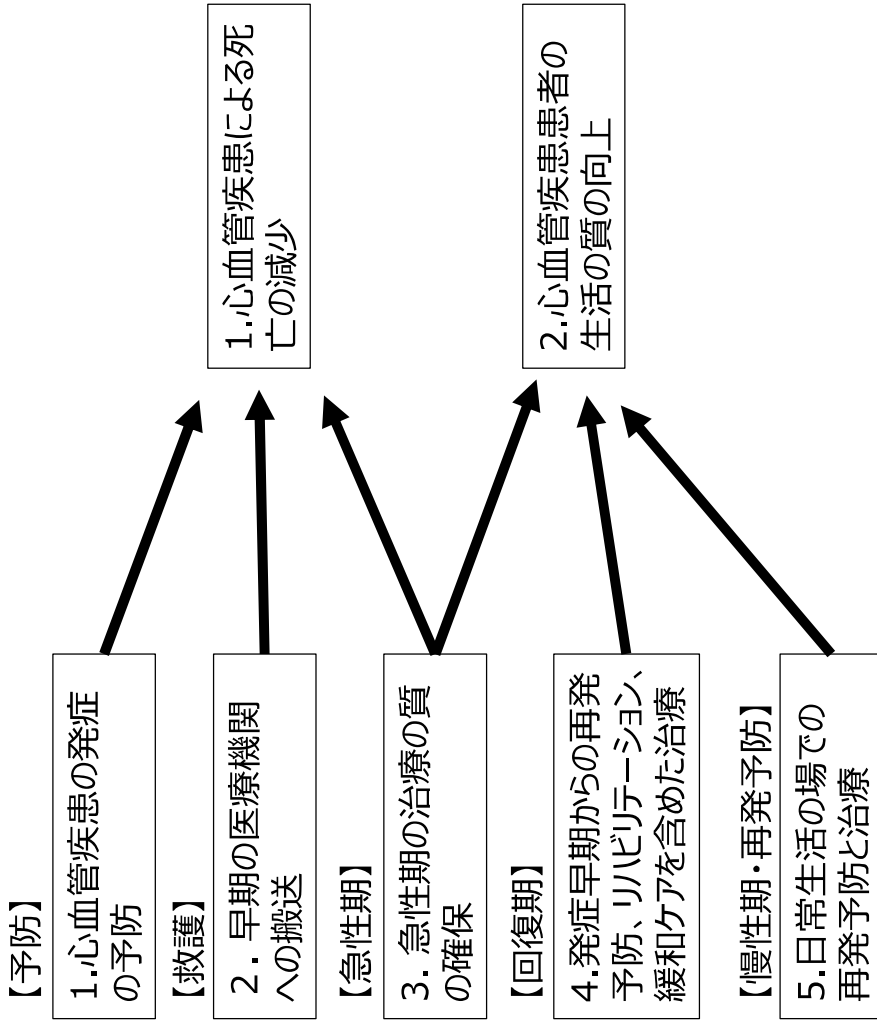 【予防】
1.心血管疾患の発症
の予防
【救護】
2. 早期の医療機関
への搬送
【急性期】
3. 急性期の治療の質
の確保
【回復期】
4.発症早期からの再発
予防、リハビリテーション、
緩和ケアを含めた治療
【慢性期・再発予防】
5.日常生活の場での
再発予防と治療
1.心血管疾患による死
亡の減少
2.心血管疾患患者の
生活の質の向上